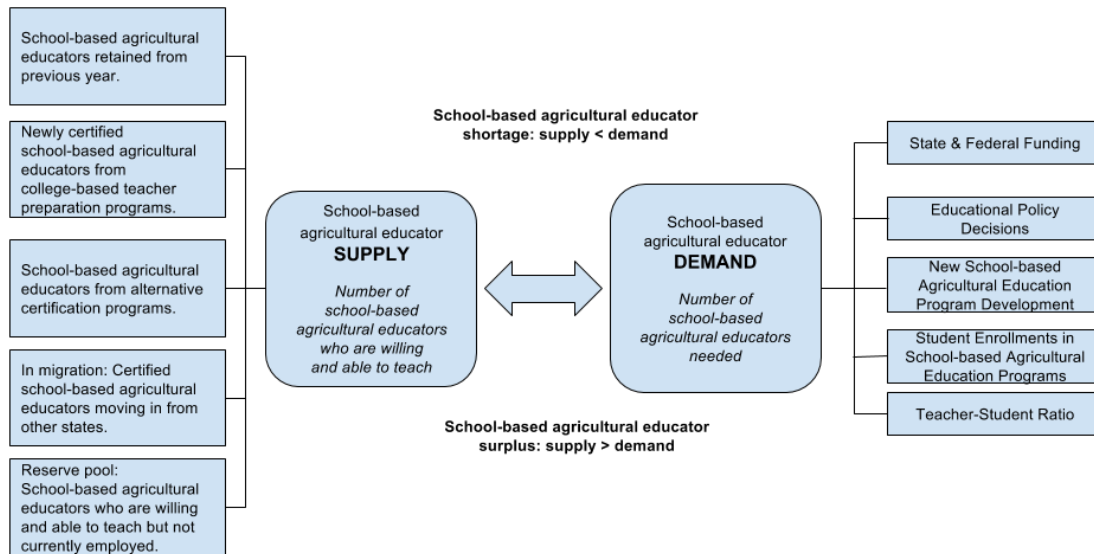 School-based agricultural
educators retained from
previous year.
Newly certified
school-based agricultural
educators from
college-based teacher
preparation programs.
School-based agricultural
educators from alternative
certification programs.
In migration: Certified
school-based agricultural
educators moving in from
other states.
Reserve pool:
School-based agricultural
educators who are willing
and able to teach but not
currently employed.
School-based
agricultural educator
SUPPLY
Number of
school-based
agricultural educators
who are willing
and able to teach
School-based agricultural educator
shortage: supply < demand
School-based agricultural educator
surplus: supply > demand
School-based
agricultural educator
DEMAND
Number of
school-based
agricultural educators
needed
State & Federal Funding
Educational Policy
Decisions
New School-based
Agricultural Education
Program Development
Student Enrollments in
School-based Agricultural
Education Programs
Teacher-Student Ratio